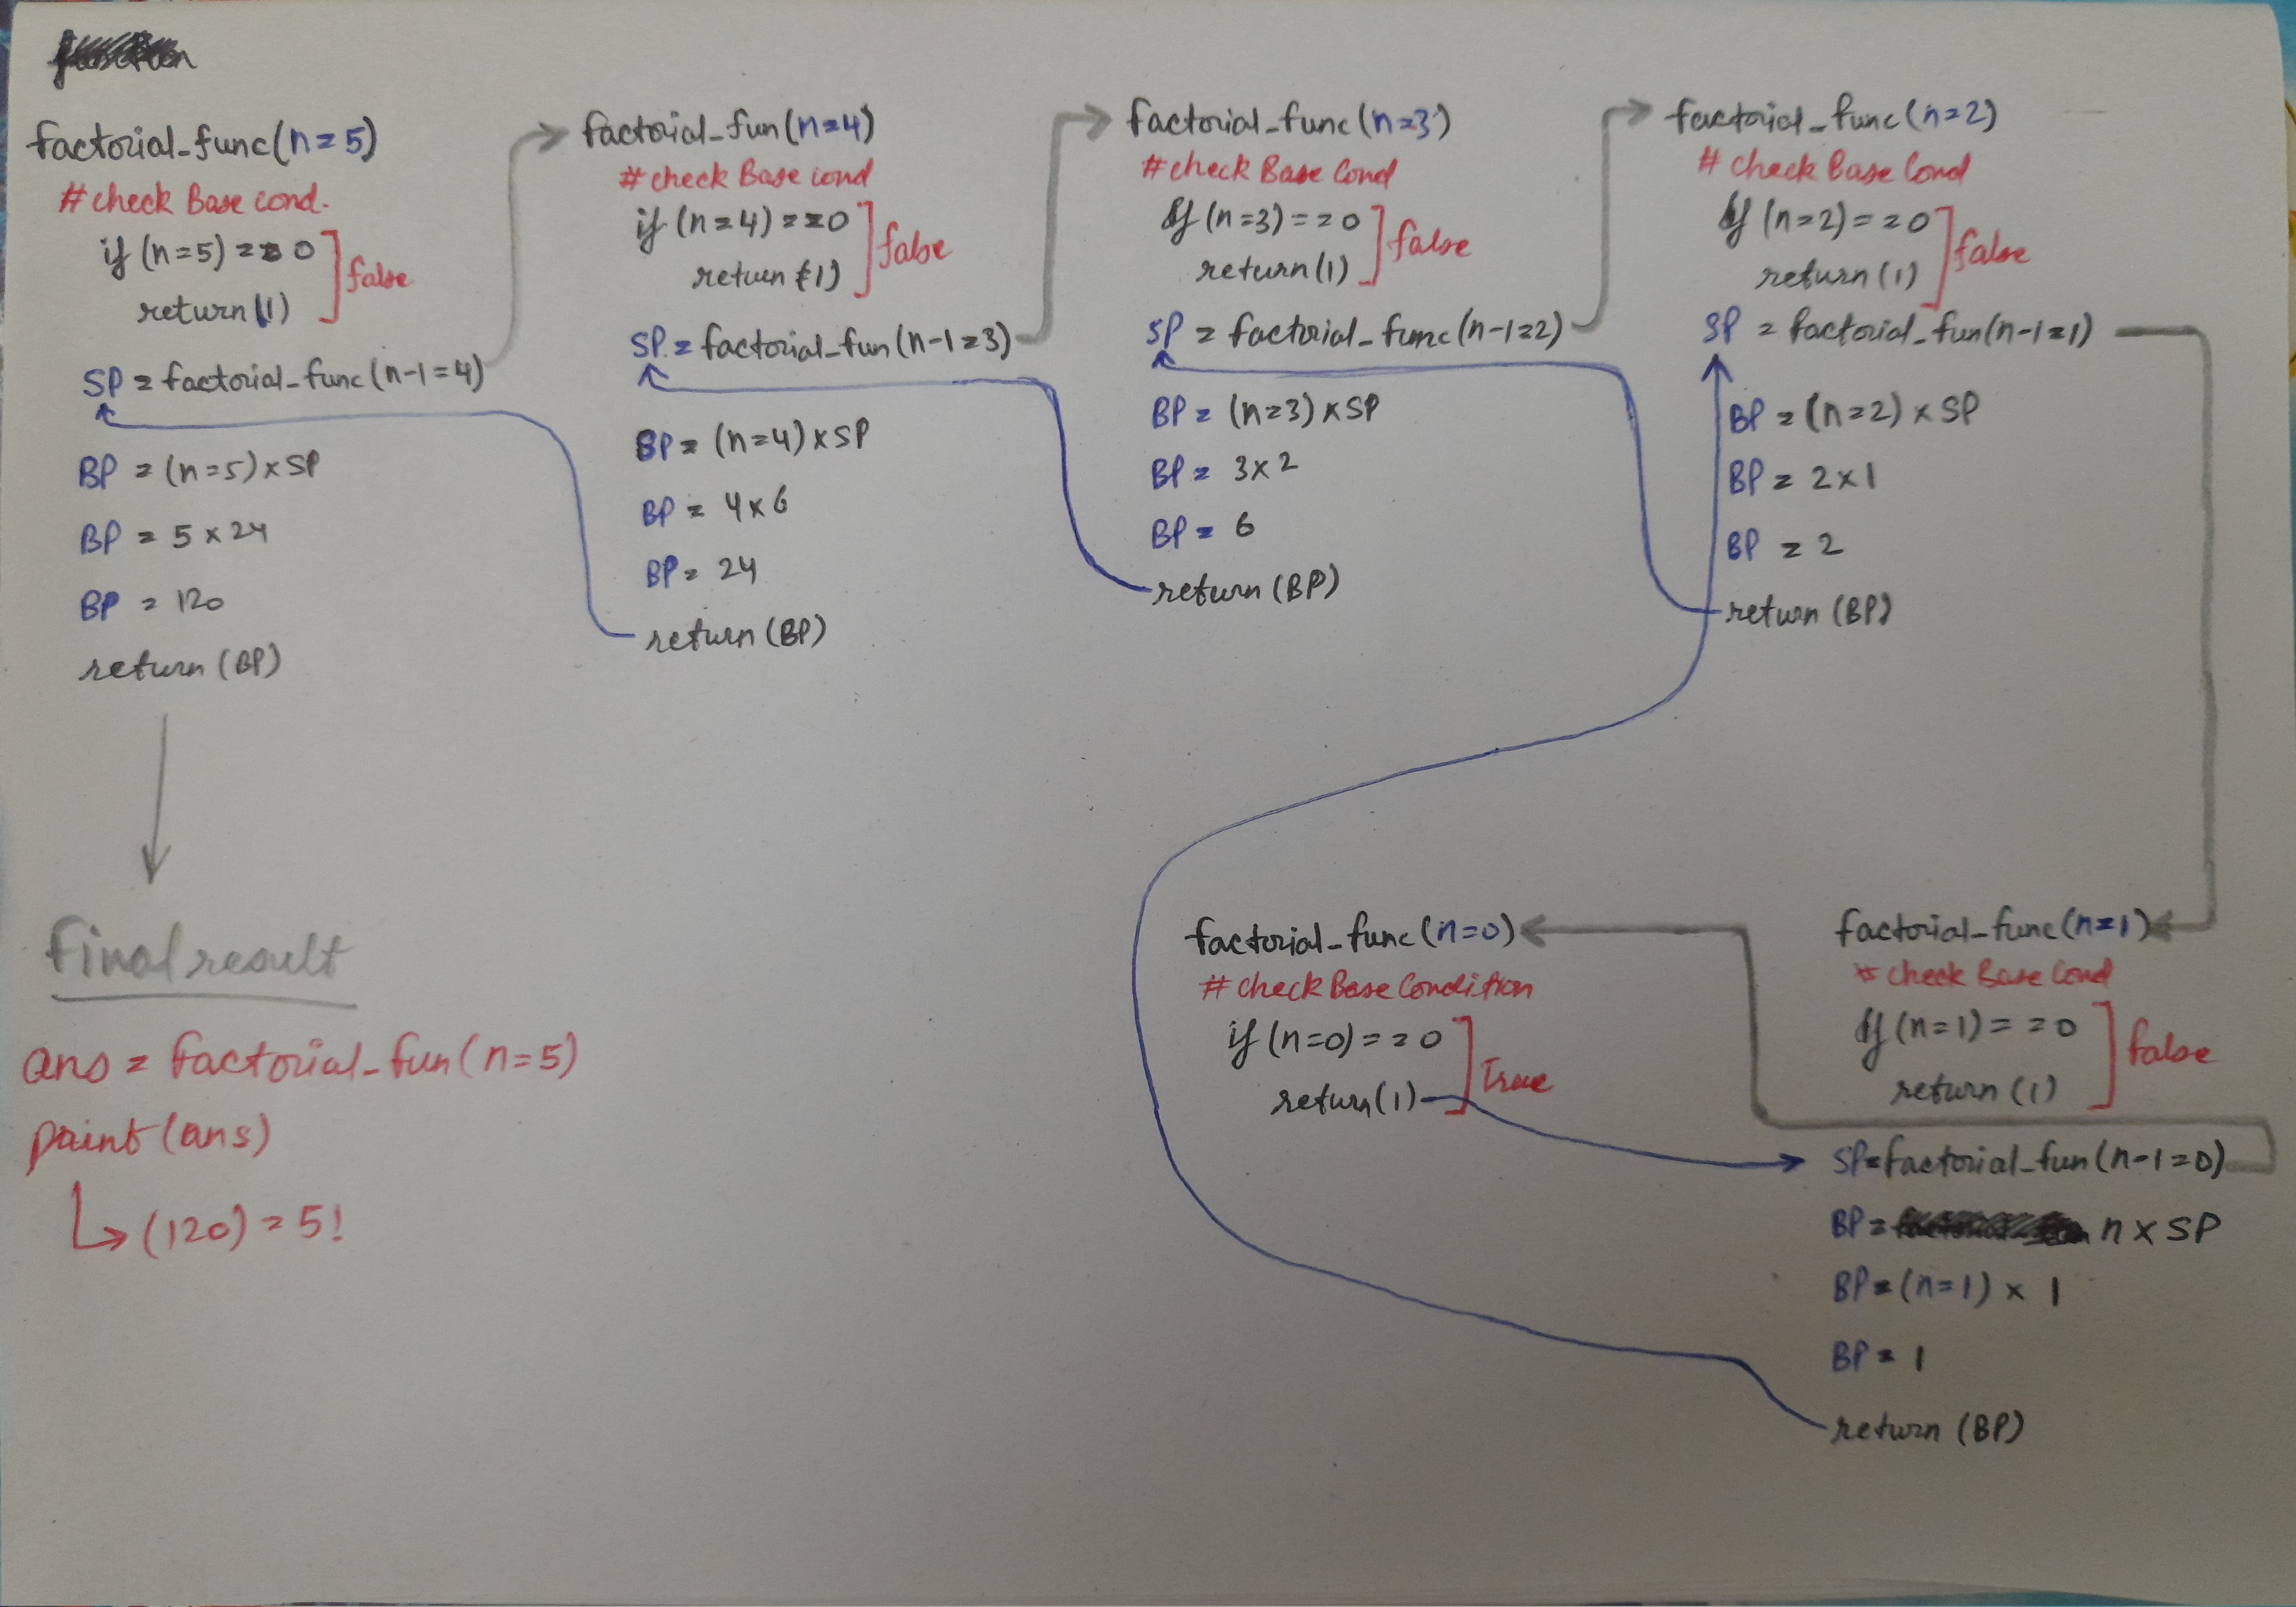 factorial_func(n=5)
# check Base cond.
if (n=5) == 0
return(1)
false
SP = factorial_func(n-1=4)
BP = (n=5) x SP
BP = 5 x 24
BP = 120
return (BP)
factorial_fun(n=4)
# check Base cond
if (n=4) == 0
return (1)
false
SP = factorial_fun(n-1=3)
BP = (n=4) x SP
BP = 4 x 6
BP = 24
return (BP)
factorial_func(n=3)
# check Base Cond
If (n=3) == 0
return (1)
false
SP = factorial_func(n-1=2)
BP = (n=3) x SP
BP = 3 x 2
BP = 6
return (BP)
factorial_func(n=2)
# check Base Cond
If (n=2) == 0
return (1)
false
SP = factorial_fun(n-1=1)
BP = (n=2) x SP
BP = 2 x 1
BP = 2
return (BP)
factorial_func(n=1)
# check Base Cond
If (n=1) == 0
return (1)
false
SP=factorial_fun(n-1=0)
BP = n x SP
BP = (n=1) x 1
BP = 1
return (BP)
factorial_func(n=0)
# check Base Condition
if (n=0) == 0
return(1)
True
final result
ans = factorial_fun(n=5)
print(ans)
(120) = 5!